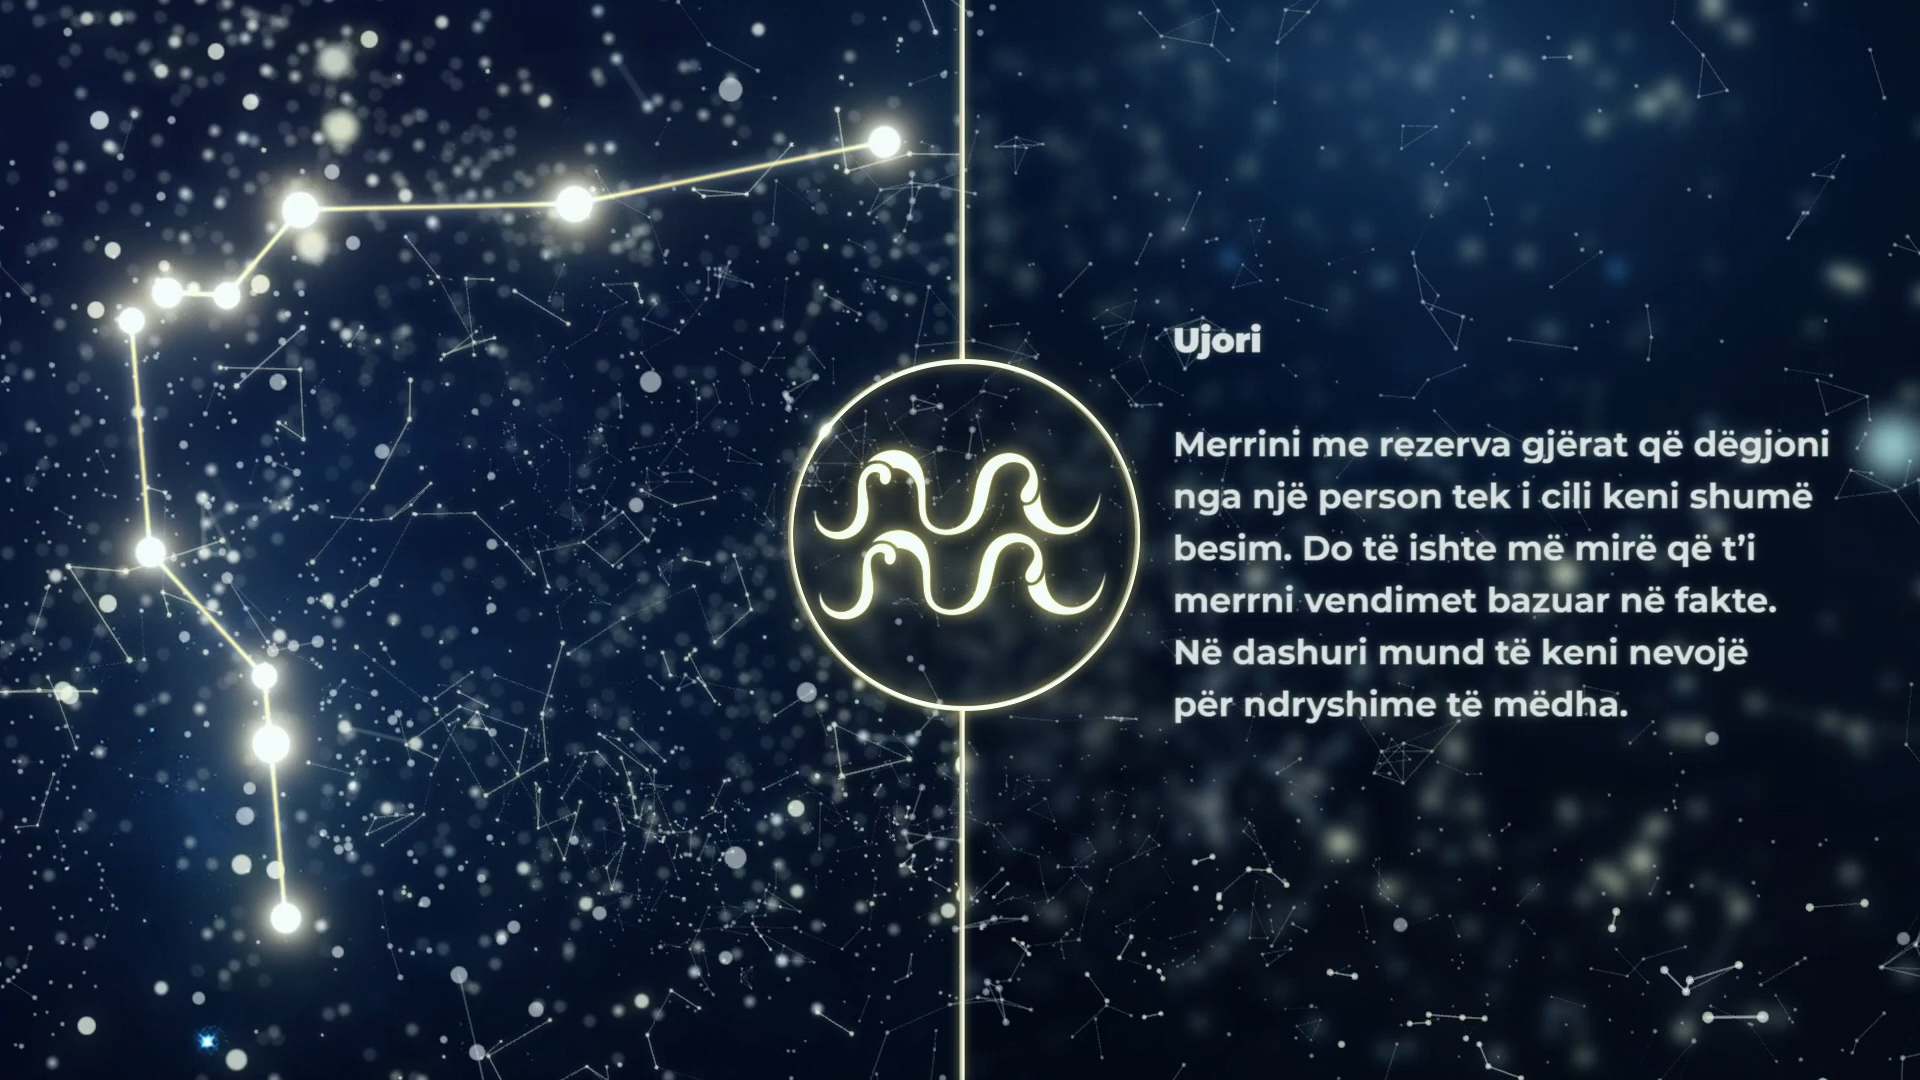 Ujori
Merrini me rezerva gjërat që dëgjoni
nga një person tek i cili keni shumë
besim. Do të ishte më mirë që t’i
merrni vendimet bazuar në fakte.
Në dashuri mund të keni nevojë
për ndryshime të mëdha.